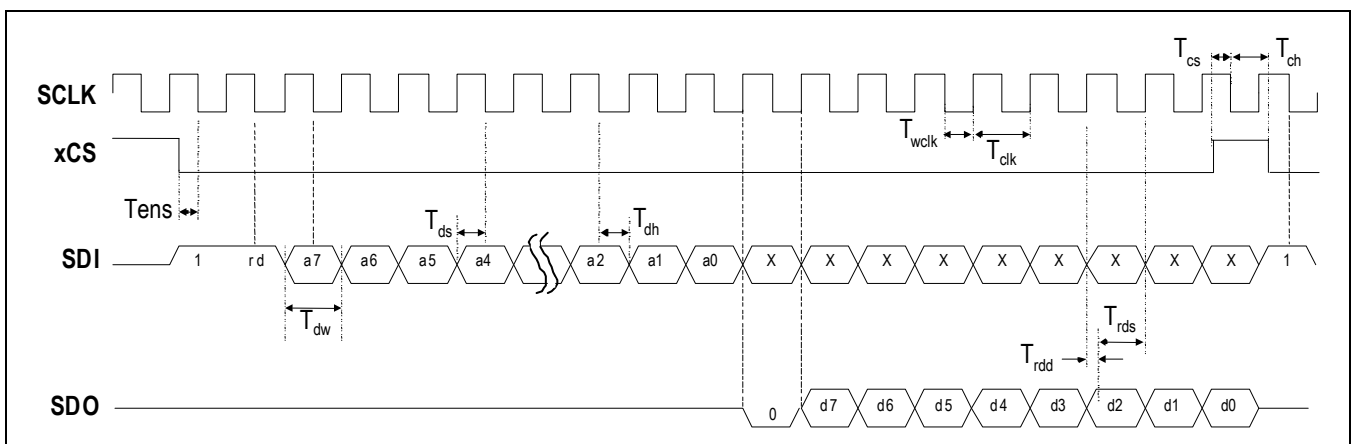 Tcs Tch
SCLK
Twclk Tclk
xCS
Tens
Tds Tdh
SDI 1 rd a7 a6 a5 a4 a2 a1 a0 X X X X X X X X X 1
Tdw
Trds
Trdd
SDO 0 d7 d6 d5 d4 d3 d2 d1 d0